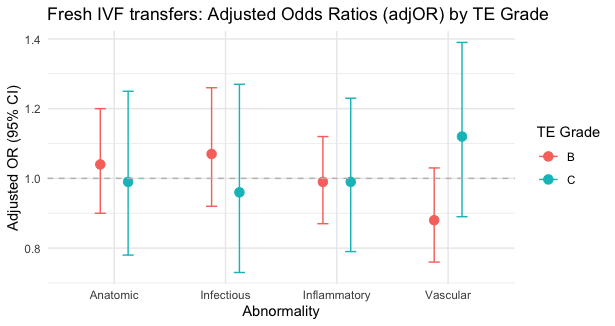 Fresh IVF transfers: Adjusted Odds Ratios (adjOR) by TE Grade
Adjusted OR (95% CI)
1.4
1.2
1.0
0.8
Anatomic
Infectious
Inflammatory
Vascular
Abnormality
TE Grade
B
C